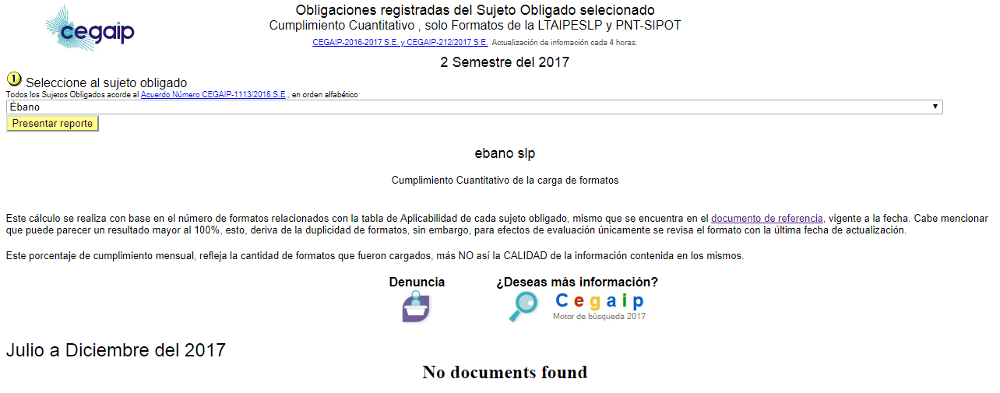 cegaip
Obligaciones registradas del Sujeto Obligado selecionado
Cumplimiento Cuantitativo , solo Formatos de la LTAIPESLP y PNT-SIPOT
CEGAIP-2016-2017 S.E. y CEGAIP-212/2017 S.E. Actualización de infomación cada 4 horas.
2 Semestre del 2017
1 Seleccione al sujeto obligado
Todos los Sujetos Obligados acorde al Acuerdo Número CEGAIP-1113/2016 S.E , en orden alfabético
Ébano
Presentar reporte
ebano slp
Cumplimiento Cuantitativo de la carga de formatos
Este cálculo se realiza con base en el número de formatos relacionados con la tabla de Aplicabilidad de cada sujeto obligado, mismo que se encuentra en el documento de referencia, vigente a la fecha. Cabe mencionar
que puede parecer un resultado mayor al 100%, esto, deriva de la duplicidad de formatos, sin embargo, para efectos de evaluación únicamente se revisa el formato con la última fecha de actualización.
Este porcentaje de cumplimiento mensual, refleja la cantidad de formatos que fueron cargados, más NO así la CALIDAD de la información contenida en los mismos.
Denuncia
¿Deseas más información?
Cegaip
Motor de bùsqueda 2017
Julio a Diciembre del 2017
No documents found